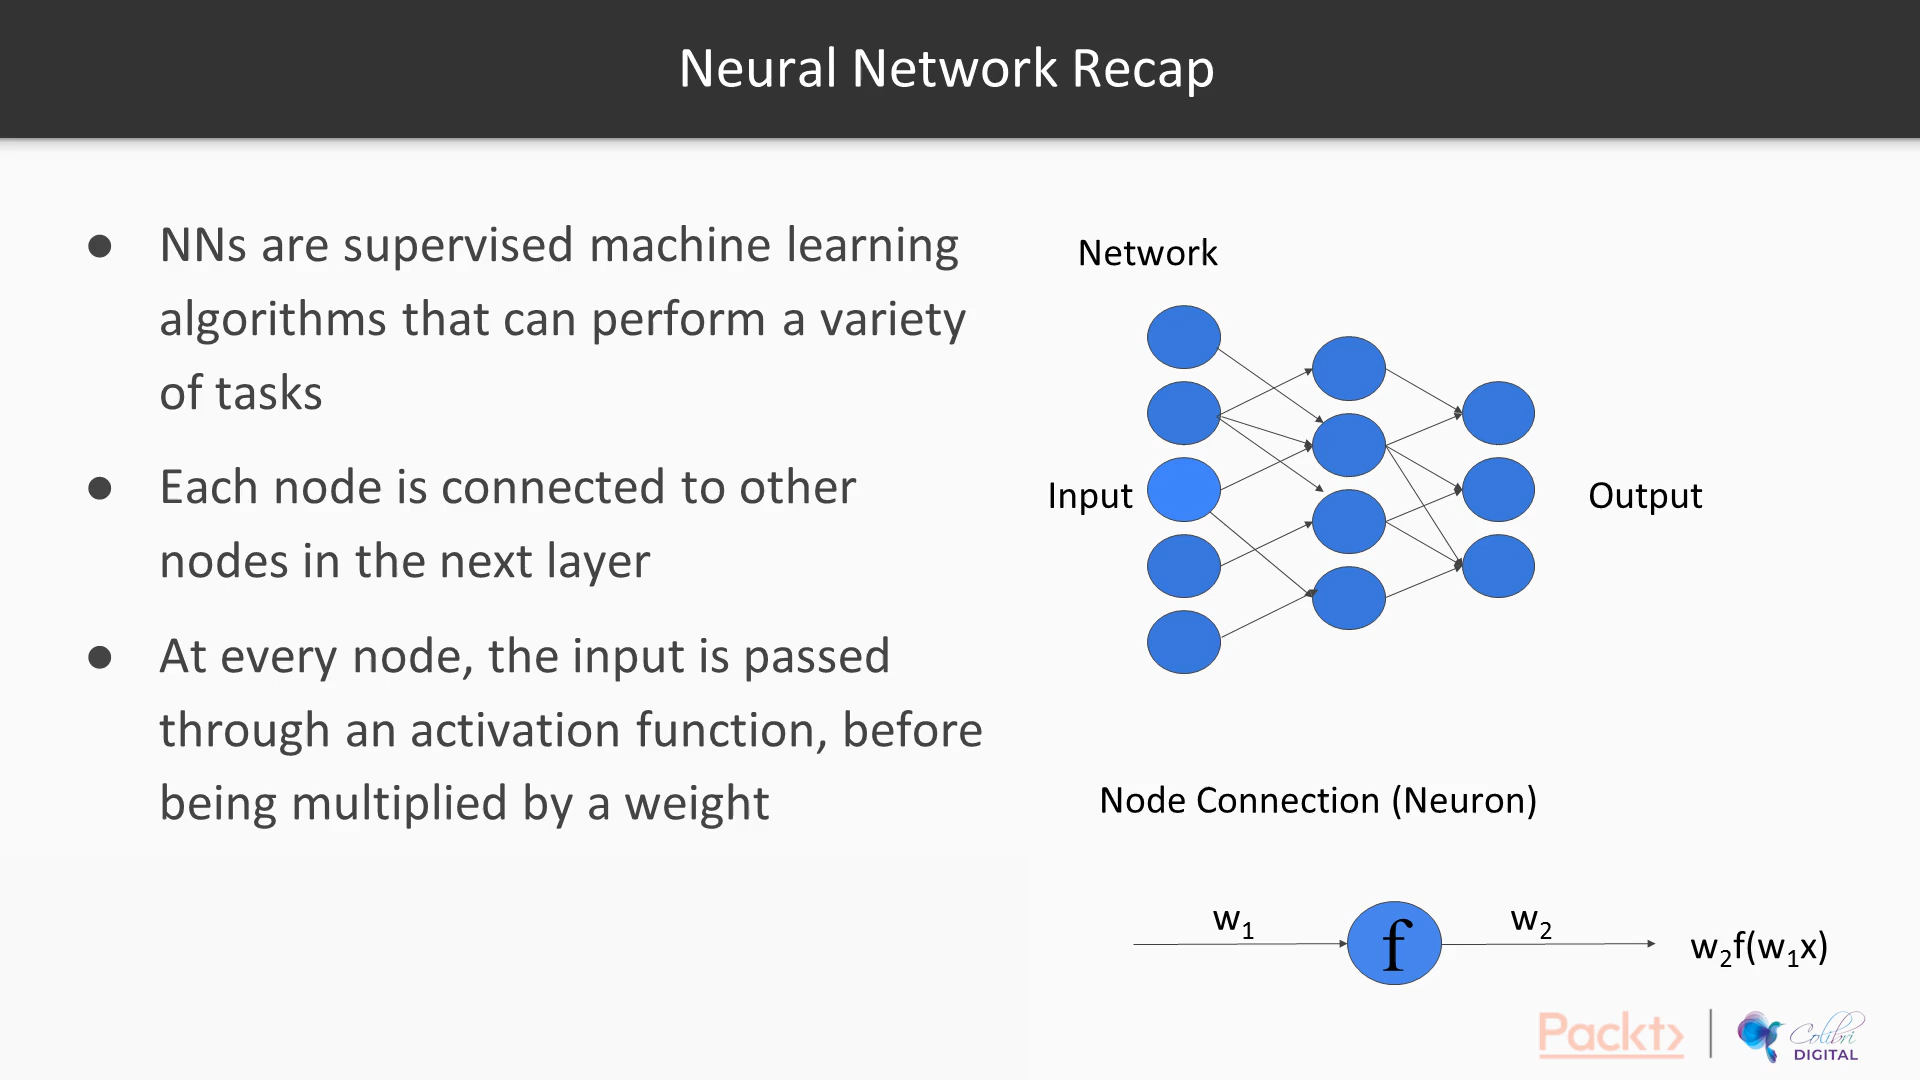 Neural Network Recap
● NNs are supervised machine learning
algorithms that can perform a variety
of tasks
● Each node is connected to other
nodes in the next layer
● At every node, the input is passed
through an activation function, before
being multiplied by a weight
Network
Input
Output
Node Connection (Neuron)
w₁
f
w₂
w₂f(w₁x)
Packt>
Colibri
DIGITAL